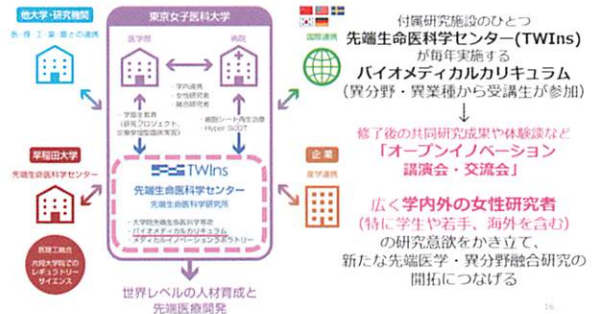 他大学・研究機関
医・理・工・薬・農との連携
東京女子医科大学
医学部
病院
・学内連携
・女性研究者
・融合研究者
・学際を教育
(研究プロジェクト、
・細胞シート再生治療
Hyper SCOT
国際連携
早稲田大学
先端生命医科学センター
TWIns
先端生命医科学センター
先端生命医科学研究所
・大学院先端生命医科学専攻
・バイオメディカルカリキュラム
・メディカルイノベーションラボラトリー
企業
産学連携
医理工融合
共同大学院での
レギュラトリー
サイエンス
世界レベルの人材育成と
先端医療開発
付属研究施設のひとつ
先端生命医科学センター(TWIns)
が毎年実施する
バイオメディカルカリキュラム
(異分野・異業種から受講生が参加)
修了後の共同研究成果や体験談など
「オープンイノベーション
講演会・交流会」
広く学内外の女性研究者
(特に学生や若手、海外を含む)
の研究意欲をかき立て、
新たな先端医学・異分野融合研究の
開拓につなげる
16